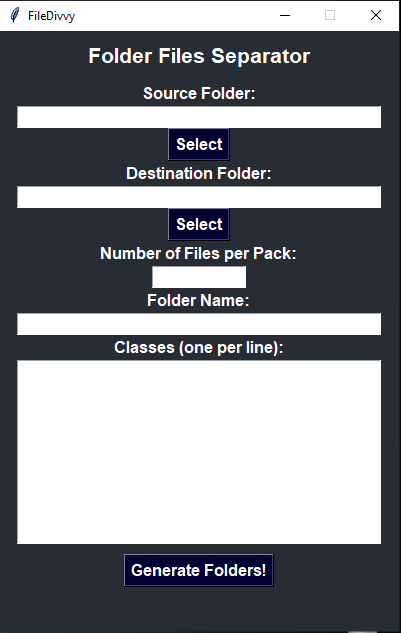 FileDivvy
Folder Files Separator
Source Folder:
Select
Destination Folder:
Select
Number of Files per Pack:
Folder Name:
Classes (one per line):
Generate Folders!